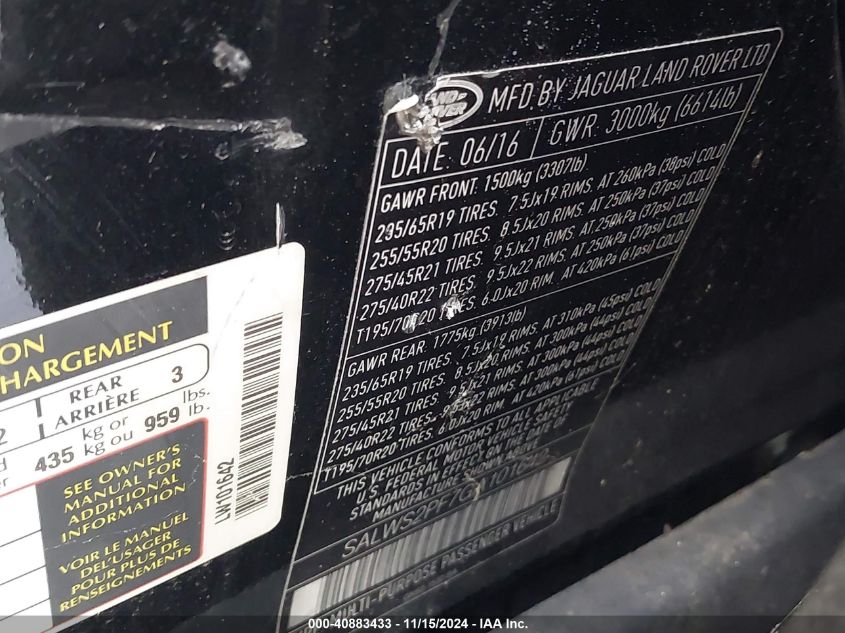 ON
HARGEMENT
2 REAR ARRIÈRE 3
435 kg or kg ou 959 lbs. lb.
SEE OWNER'S
MANUAL FOR
ADDITIONAL
INFORMATION
VOIR LE MANUEL
DE L'USAGER
POUR PLUS DE
RENSEIGNEMENTS
LW101642
LAND-
ROVER
MFD. BY JAGUAR LAND ROVER LTD
DATE: 06/16 GWR. 3000kg (6614lb)
GAWR FRONT. 1500kg (3307lb)
235/65R19 TIRES. 7.5Jx19 RIMS. AT 260kPa (38psi) COLD
255/55R20 TIRES. 8.5Jx20 RIMS. AT 250kPa (37psi) COLD
275/45R21 TIRES. 9.5Jx21 RIMS. AT 250kPa (37psi) COLD
275/40R22 TIRES. 9.5Jx22 RIMS. AT 250kPa (37psi) COLD
T195/70R20 TIRES. 6.0Jx20 RIM. AT 420kPa (61psi) COLD
GAWR REAR. 1775kg (3913lb)
235/65R19 TIRES. 7.5Jx19 RIMS. AT 310kPa (45psi) COLD
255/55R20 TIRES. 8.5Jx20 RIMS. AT 300kPa (44psi) COLD
275/45R21 TIRES. 9.5Jx21 RIMS. AT 300kPa (44psi) COLD
275/40R22 TIRES. 9.5Jx22 RIMS. AT 300kPa (44psi) COLD
T195/70R20 TIRES. 6.0Jx20 RIM. AT 420kPa (61psi) COLD
THIS VEHICLE CONFORMS TO ALL APPLICABLE
U.S. FEDERAL MOTOR VEHICLE SAFETY
STANDARDS IN EFFECT ON THE DATE OF
MANUFACTURE SHOWN ABOVE
MULTI-PURPOSE PASSENGER VEHICLE
000-40883433 - 11/15/2024 - IAA Inc.